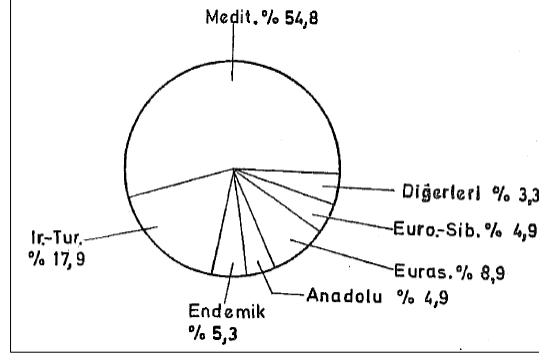 Medit. % 54,8
Diğerleri % 3,3
Euro.-Sib. % 4,9
Euras. % 8,9
Anadolu % 4,9
Endemik
% 5,3
Ir.-Tur.
% 17,9